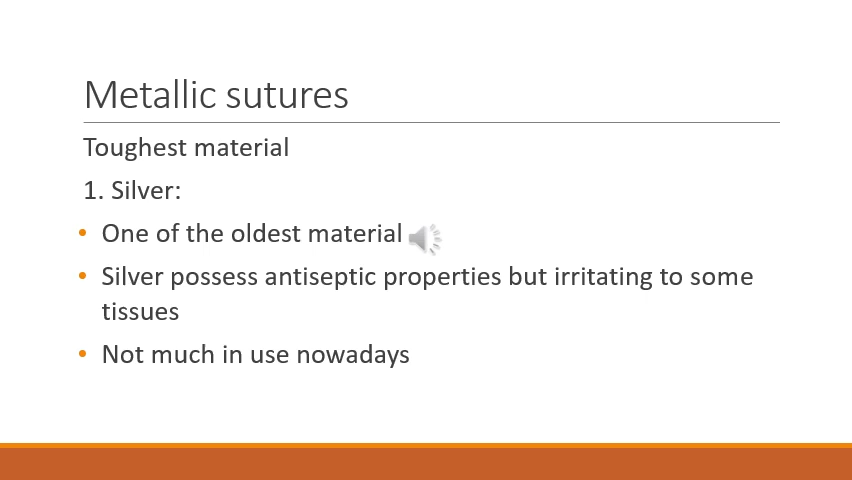 Metallic sutures
Toughest material
1. Silver:
• One of the oldest material
• Silver possess antiseptic properties but irritating to some
tissues
• Not much in use nowadays